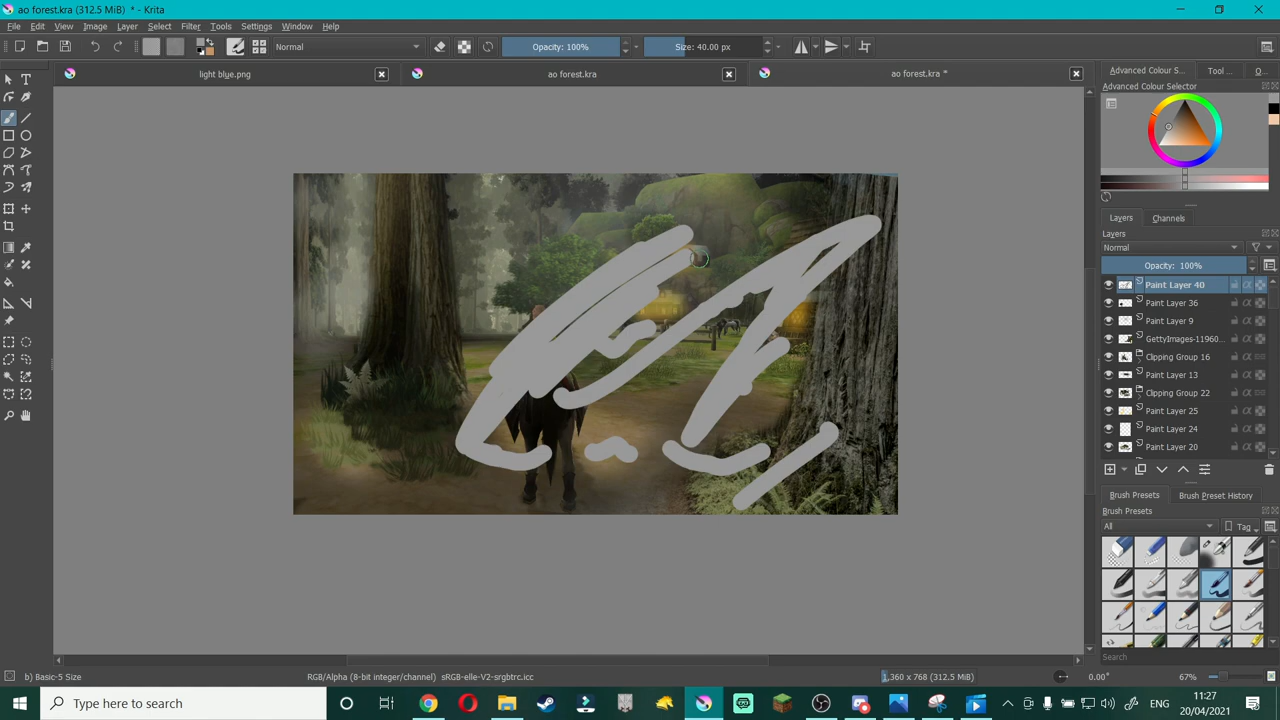 ao forest.kra (312.5 MiB) * - Krita
File Edit View Image Layer Select Filter Tools Settings Window Help
Normal Opacity: 100% Size: 40.00 px
light blue.png ao forest.kra ao forest.kra *
Advanced Colour S... Tool ... O...
Advanced Colour Selector
Layers Channels
Layers
Normal
Opacity: 100%
Paint Layer 40
Paint Layer 36
Paint Layer 9
GettyImages-11960...
Clipping Group 16
Paint Layer 13
Clipping Group 22
Paint Layer 25
Paint Layer 24
Paint Layer 20
Brush Presets Brush Preset History
Brush Presets
All Tag
Search
b) Basic-5 Size RGB/Alpha (8-bit integer/channel) sRGB-elle-V2-srgbtrc.icc 1,360 x 768 (312.5 MiB) 0.00° 67%
Type here to search ENG 11:27
20/04/2021